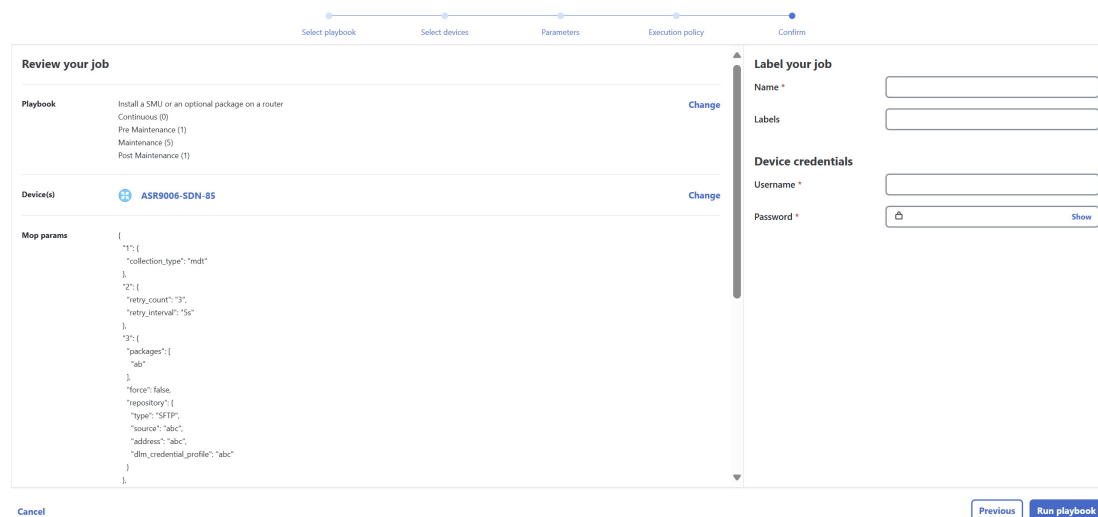 Select playbook Select devices Parameters Execution policy Confirm
Review your job
Playbook Install a SMU or an optional package on a router Change
Continuous (0)
Pre Maintenance (1)
Maintenance (5)
Post Maintenance (1)
Device(s) ASR9006-SDN-85 Change
Mop params {
"1": {
"collection_type": "mdt"
},
"2": {
"retry_count": "3",
"retry_interval": "5s"
},
"3": {
"packages": [
"ab"
],
"force": false,
"repository": {
"type": "SFTP",
"source": "abc",
"address": "abc",
"dlm_credential_profile": "abc"
}
},
Label your job
Name *
Labels
Device credentials
Username *
Password * Show
Cancel Previous Run playbook